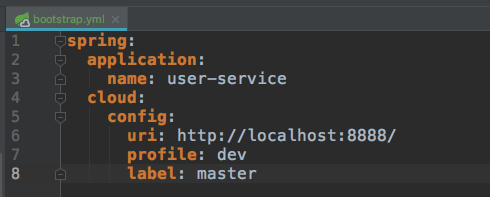 bootstrap.yml
1 spring:
2   application:
3     name: user-service
4   cloud:
5     config:
6       uri: http://localhost:8888/
7       profile: dev
8       label: master